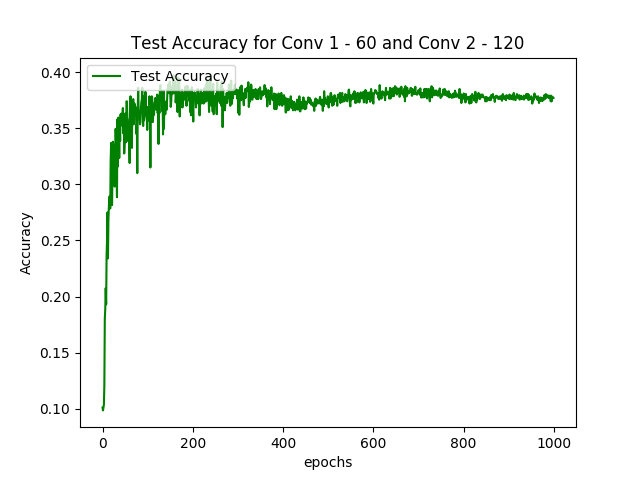 Test Accuracy for Conv 1 - 60 and Conv 2 - 120
Test Accuracy
0.40
0.35
0.30
0.25
0.20
0.15
0.10
Accuracy
0 200 400 600 800 1000
epochs